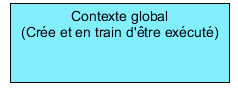 Contexte global
(Crée et en train d'être exécuté)